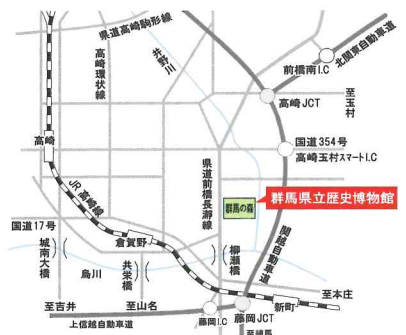 県道高崎駒形線
井野川
高崎環状線
前橋南I.C
北関東自動車道
高崎JCT
至玉村
高崎
国道354号
高崎玉村スマートI.C
JR高崎線
県道前橋長瀞線
群馬の森
群馬県立歴史博物館
国道17号
倉賀野
関越自動車道
城南大橋
共栄橋
柳瀬橋
烏川
至吉井
至山名
新町
至本庄
上信越自動車道
藤岡I.C
藤岡JCT
至練馬